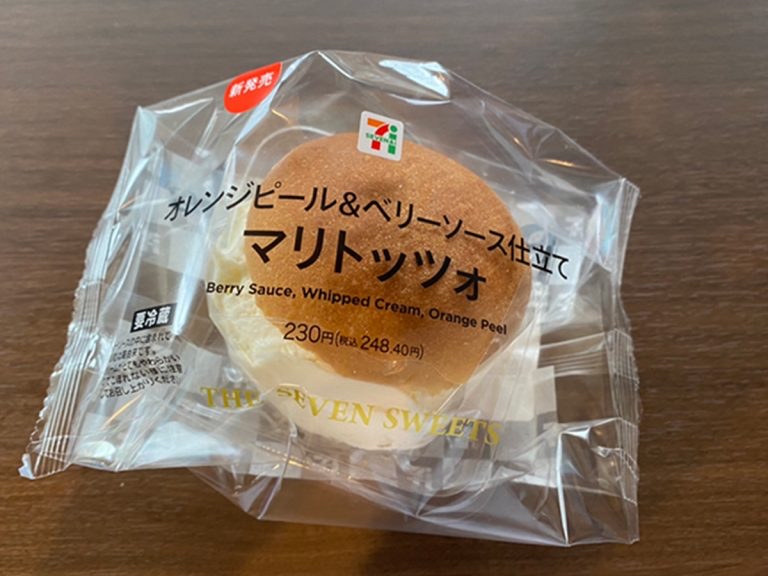 新発売
7
SEVEN&i
オレンジピール&ベリーソース仕立て
マリトッツォ
Berry Sauce, Whipped Cream, Orange Peel
230円(税込 248.40円)
要冷蔵
THE SEVEN SWEETS